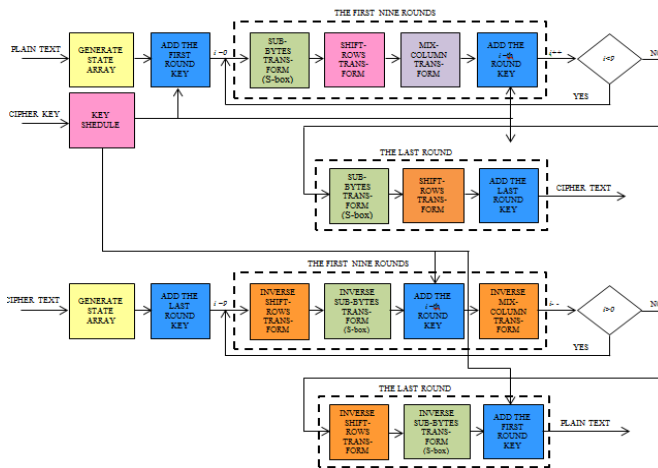 THE FIRST NINE ROUNDS
PLAIN TEXT
GENERATE
STATE
ARRAY
ADD THE
FIRST
ROUND
KEY
i=0
SUB-
BYTES
TRANS-
FORM
(S-box)
SHIFT-
ROWS
TRANS-
FORM
MIX-
COLUMN
TRANS-
FORM
ADD THE
i-th
ROUND
KEY
i++
i<9
YES
CIPHER KEY
KEY
SHEDULE
THE LAST ROUND
SUB-
BYTES
TRANS-
FORM
(S-box)
SHIFT-
ROWS
TRANS-
FORM
ADD THE
LAST
ROUND
KEY
CIPHER TEXT
THE FIRST NINE ROUNDS
CIPHER TEXT
GENERATE
STATE
ARRAY
ADD THE
LAST
ROUND
KEY
i=9
INVERSE
SHIFT-
ROWS
TRANS-
FORM
INVERSE
SUB-BYTES
TRANS-
FORM
(S-box)
ADD THE
i-th
ROUND
KEY
INVERSE
MIX-
COLUMN
TRANS-
FORM
i--
i>0
YES
THE LAST ROUND
INVERSE
SHIFT-
ROWS
TRANS-
FORM
INVERSE
SUB-BYTES
TRANS-
FORM
(S-box)
ADD THE
FIRST
ROUND
KEY
PLAIN TEXT